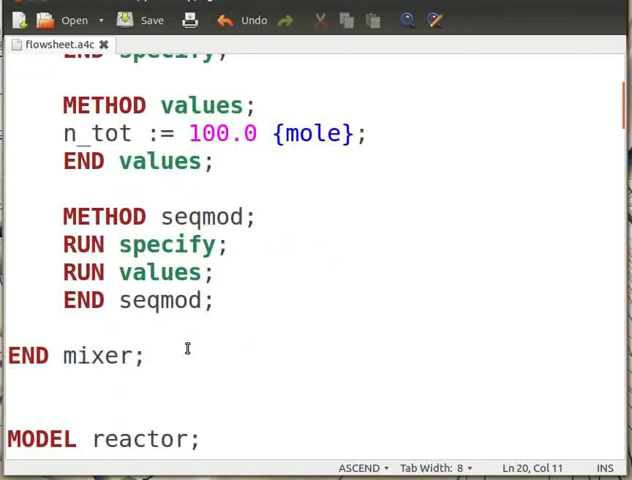 Open Save Undo
flowsheet.a4c
END specify;
METHOD values;
n_tot := 100.0 {mole};
END values;
METHOD seqmod;
RUN specify;
RUN values;
END seqmod;
END mixer;
MODEL reactor;
ASCEND Tab Width: 8 Ln 20, Col 11 INS